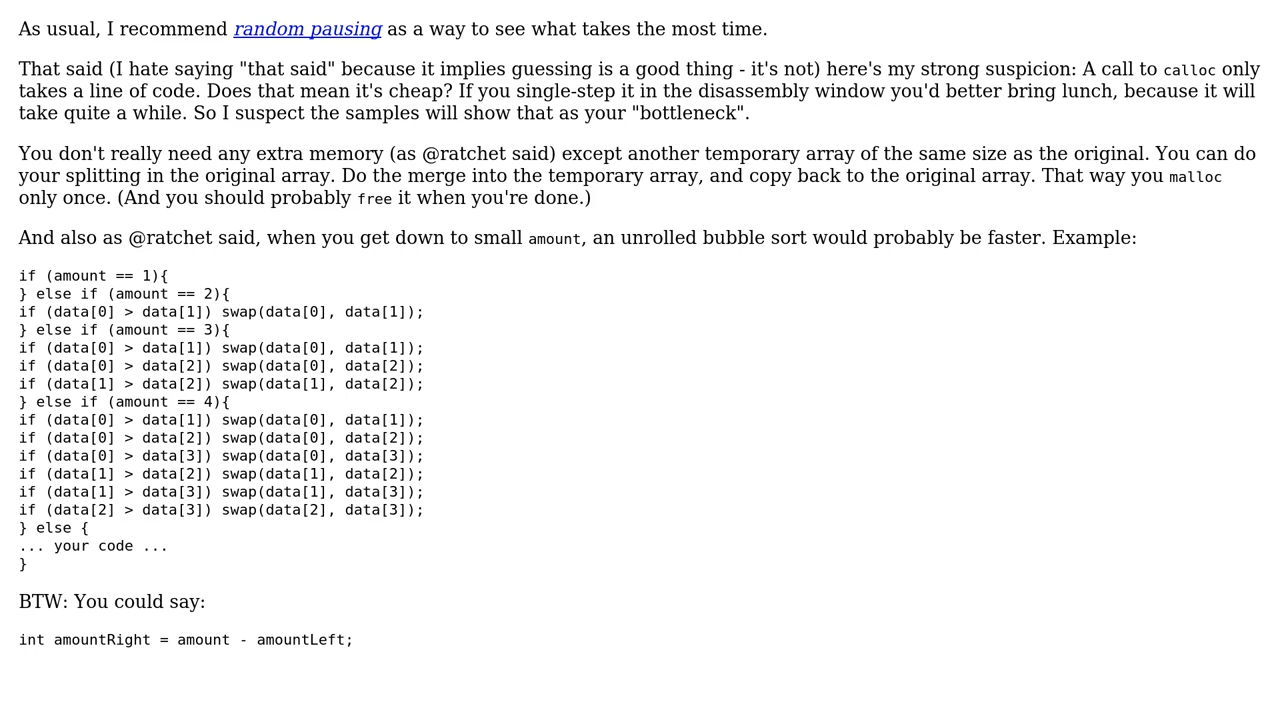 As usual, I recommend random pausing as a way to see what takes the most time.
That said (I hate saying "that said" because it implies guessing is a good thing - it's not) here's my strong suspicion: A call to calloc only
takes a line of code. Does that mean it's cheap? If you single-step it in the disassembly window you'd better bring lunch, because it will
take quite a while. So I suspect the samples will show that as your "bottleneck".
You don't really need any extra memory (as @ratchet said) except another temporary array of the same size as the original. You can do
your splitting in the original array. Do the merge into the temporary array, and copy back to the original array. That way you malloc
only once. (And you should probably free it when you're done.)
And also as @ratchet said, when you get down to small amount, an unrolled bubble sort would probably be faster. Example:
if (amount == 1){
} else if (amount == 2){
if (data[0] > data[1]) swap(data[0], data[1]);
} else if (amount == 3){
if (data[0] > data[1]) swap(data[0], data[1]);
if (data[0] > data[2]) swap(data[0], data[2]);
if (data[1] > data[2]) swap(data[1], data[2]);
} else if (amount == 4){
if (data[0] > data[1]) swap(data[0], data[1]);
if (data[0] > data[2]) swap(data[0], data[2]);
if (data[0] > data[3]) swap(data[0], data[3]);
if (data[1] > data[2]) swap(data[1], data[2]);
if (data[1] > data[3]) swap(data[1], data[3]);
if (data[2] > data[3]) swap(data[2], data[3]);
} else {
... your code ...
}
BTW: You could say:
int amountRight = amount - amountLeft;